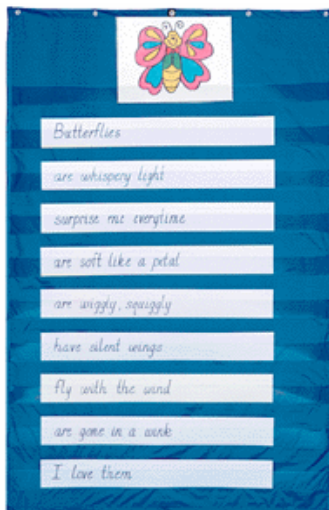 Butterflies
are whispery light
surprise me everytime
are soft like a petal
are wiggly, squiggly
have silent wings
fly with the wind
are gone in a wink
I love them